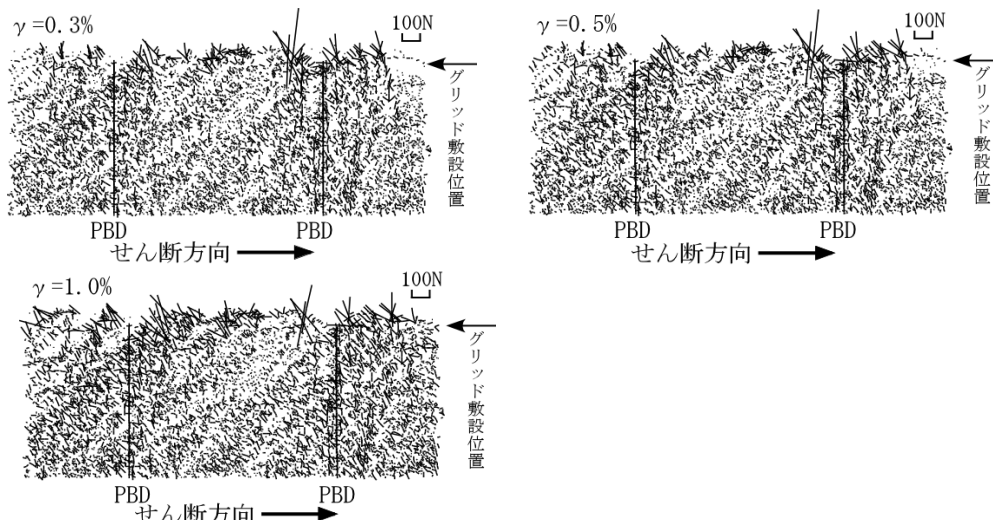 γ=0.3%
100N
グリッド敷設位置
PBD
PBD
せん断方向
γ=0.5%
100N
グリッド敷設位置
PBD
PBD
せん断方向
γ=1.0%
100N
グリッド敷設位置
PBD
PBD
せん断方向